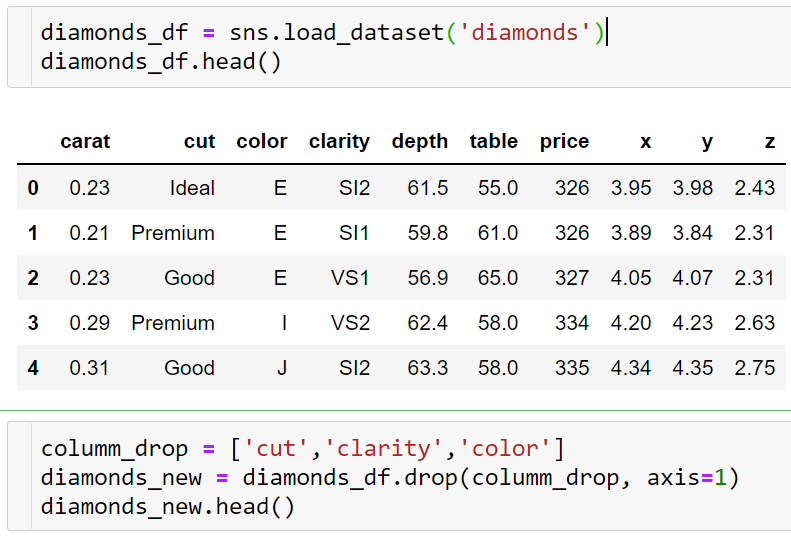 diamonds_df = sns.load_dataset('diamonds')
diamonds_df.head()
carat cut color clarity depth table price x y z
0 0.23 Ideal E SI2 61.5 55.0 326 3.95 3.98 2.43
1 0.21 Premium E SI1 59.8 61.0 326 3.89 3.84 2.31
2 0.23 Good E VS1 56.9 65.0 327 4.05 4.07 2.31
3 0.29 Premium I VS2 62.4 58.0 334 4.20 4.23 2.63
4 0.31 Good J SI2 63.3 58.0 335 4.34 4.35 2.75
columm_drop = ['cut','clarity','color']
diamonds_new = diamonds_df.drop(columm_drop, axis=1)
diamonds_new.head()